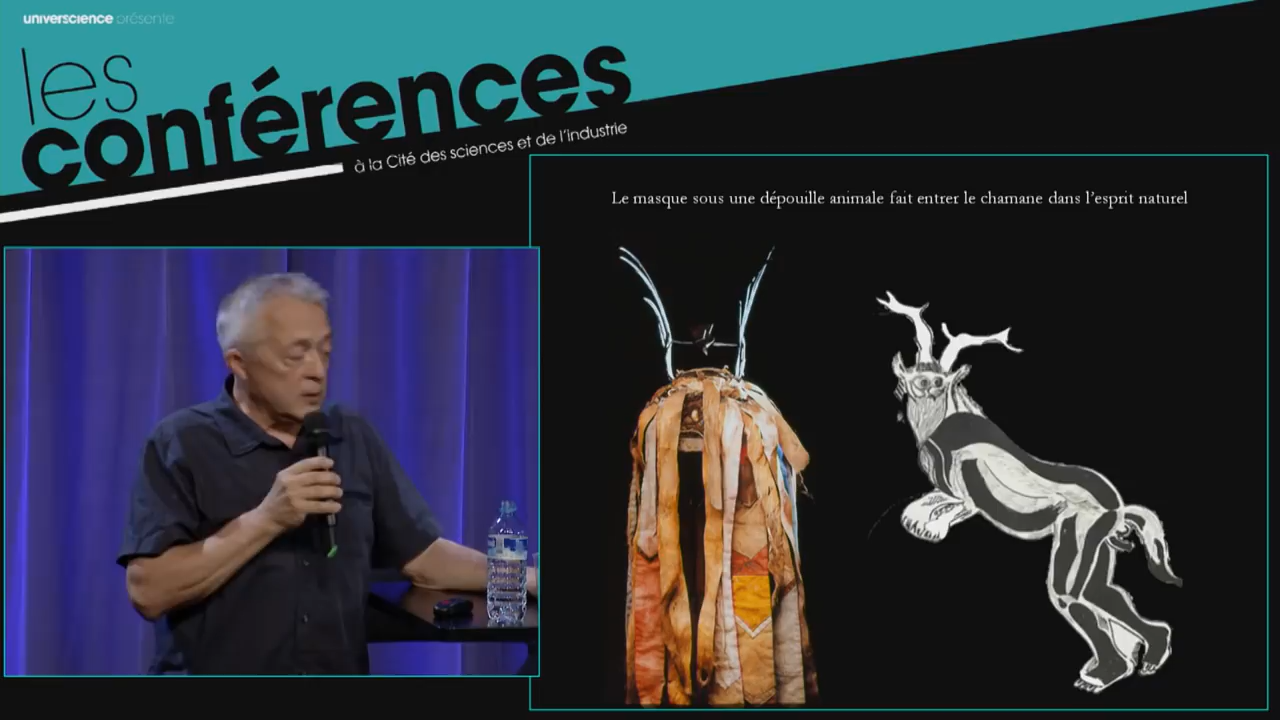 universcience présente
les
conférences
à la Cité des sciences et de l'industrie
Le masque sous une dépouille animale fait entrer le chamane dans l'esprit naturel